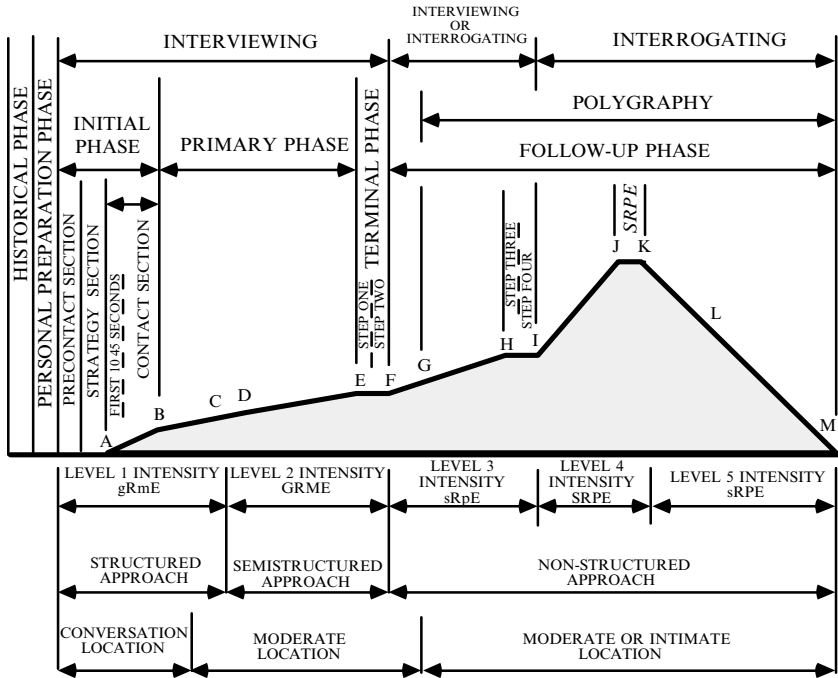 INTERVIEWING
INTERVIEWING
OR
INTERROGATING
INTERROGATING
POLYGRAPHY
HISTORICAL PHASE
PERSONAL PREPARATION PHASE
INITIAL
PHASE
PRIMARY PHASE
TERMINAL PHASE
FOLLOW-UP PHASE
PRECONTACT SECTION
STRATEGY SECTION
FIRST 10-45 SECONDS
CONTACT SECTION
STEP ONE
STEP TWO
STEP THREE
STEP FOUR
SRPE
A
B
C
D
E
F
G
H
I
J
K
L
M
LEVEL 1 INTENSITY
gRmE
LEVEL 2 INTENSITY
GRME
LEVEL 3
INTENSITY
sRpE
LEVEL 4
INTENSITY
SRPE
LEVEL 5 INTENSITY
sRPE
STRUCTURED
APPROACH
SEMISTRUCTURED
APPROACH
NON-STRUCTURED
APPROACH
CONVERSATION
LOCATION
MODERATE
LOCATION
MODERATE OR INTIMATE
LOCATION